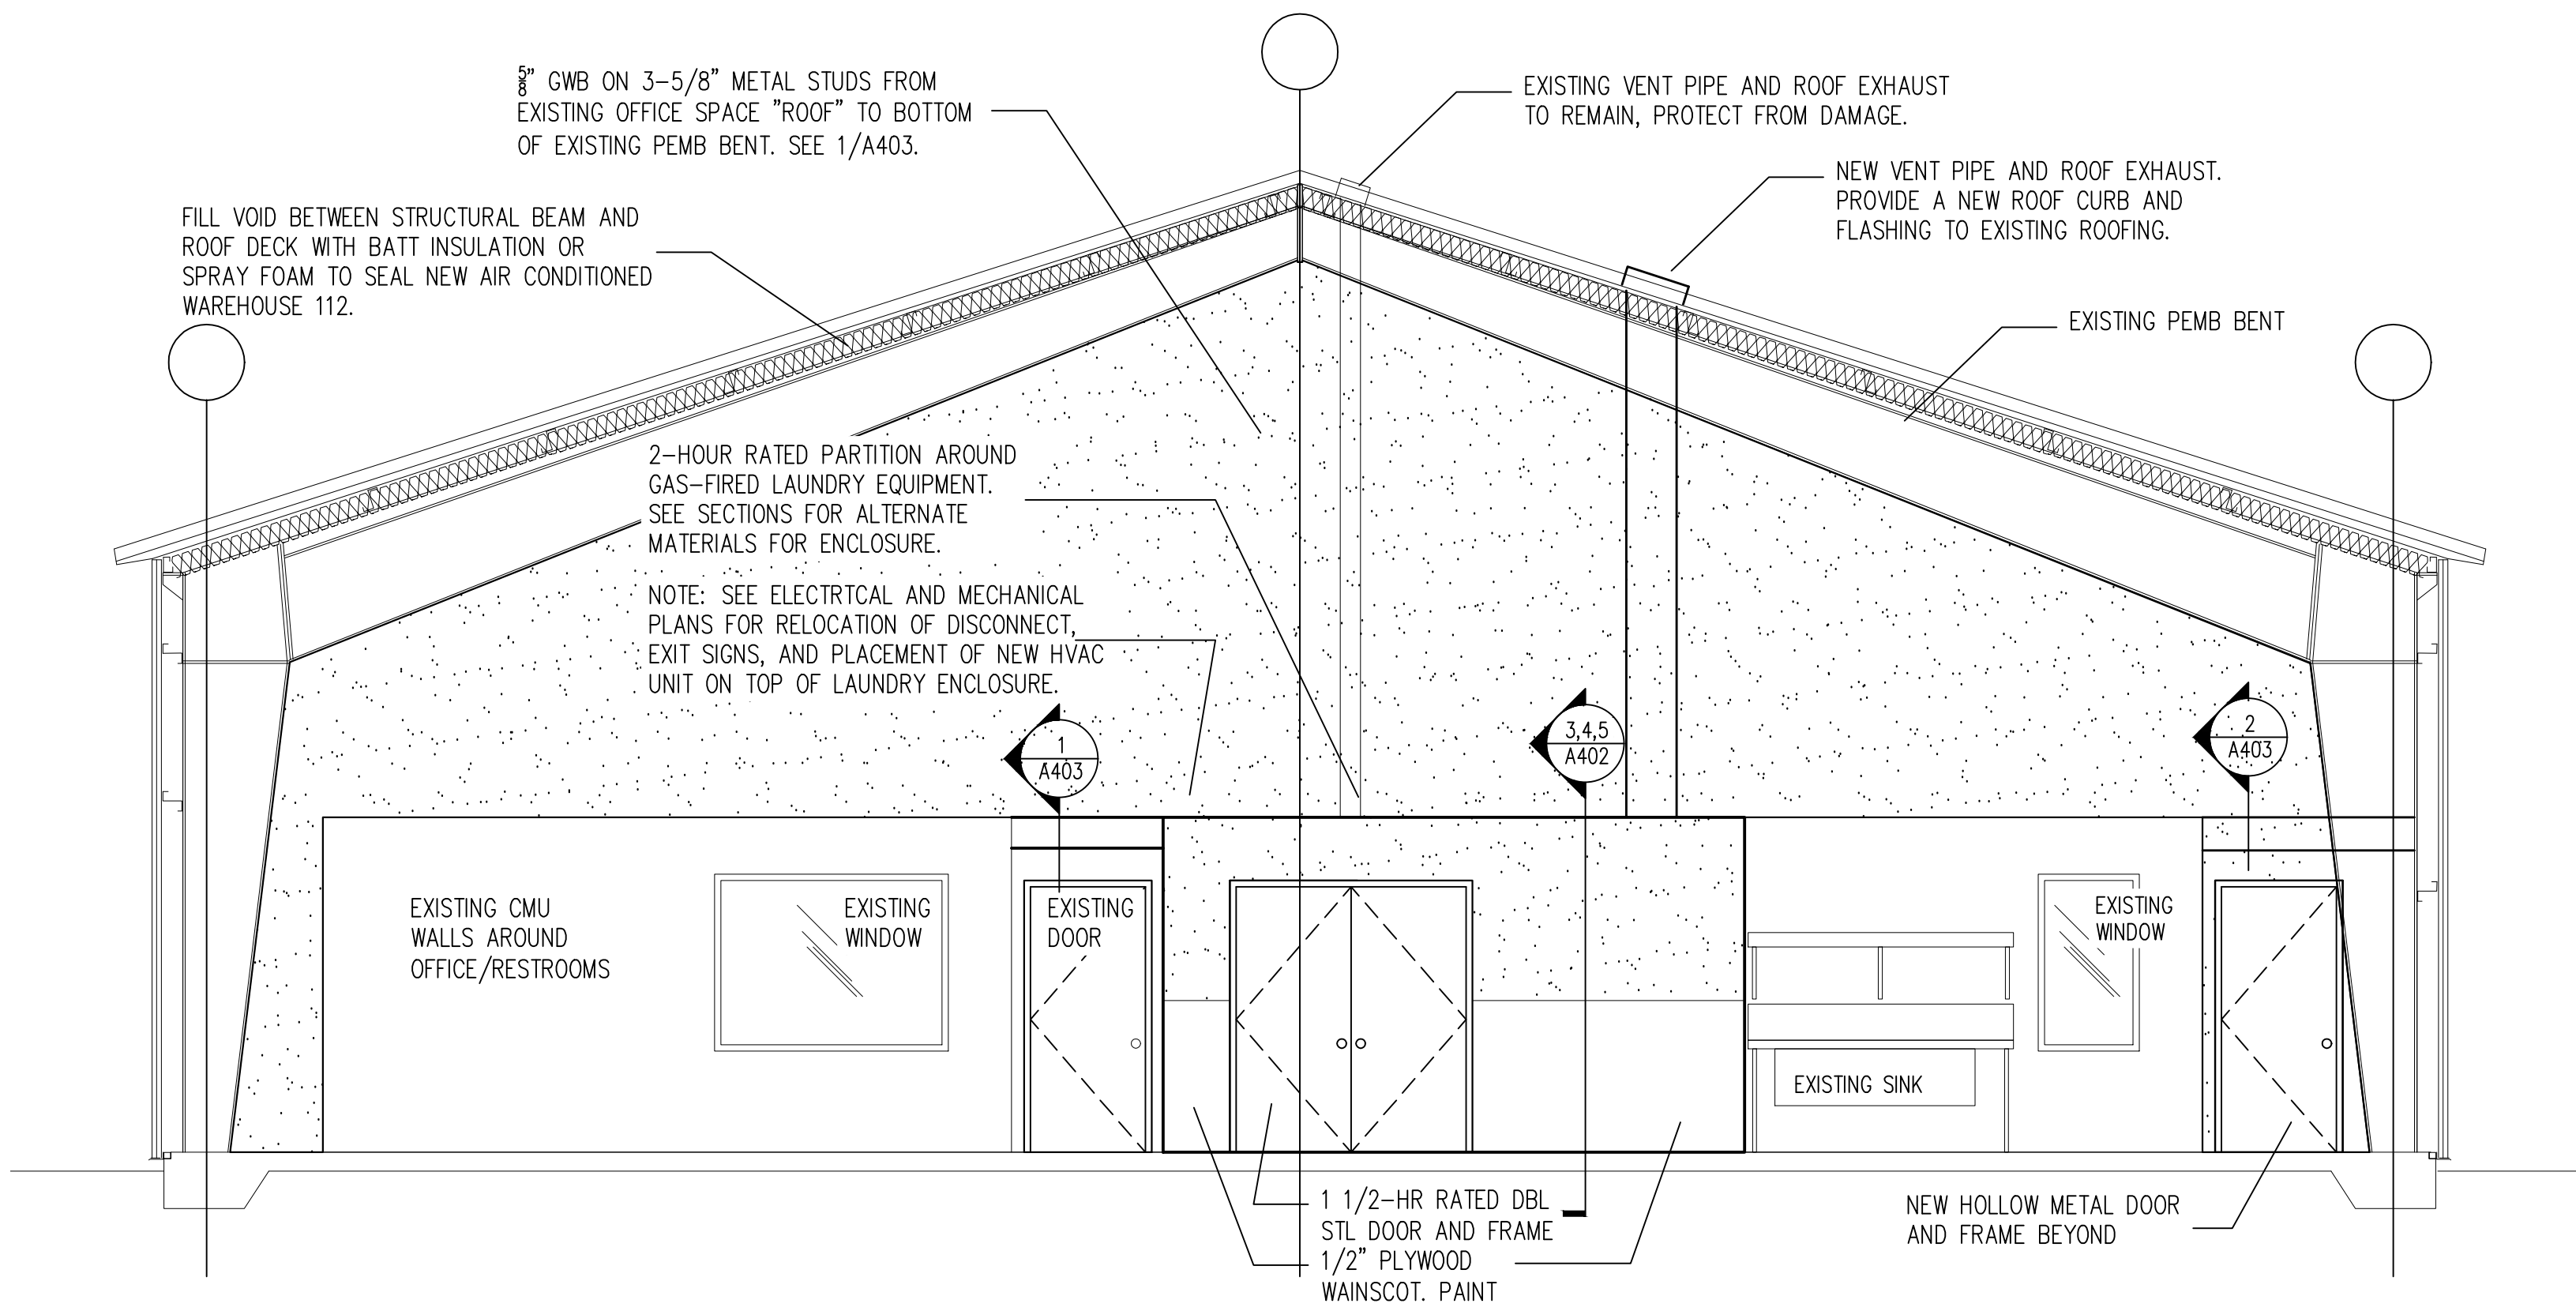 5/8" GWB ON 3-5/8" METAL STUDS FROM
EXISTING OFFICE SPACE "ROOF" TO BOTTOM
OF EXISTING PEMB BENT. SEE 1/A403.
EXISTING VENT PIPE AND ROOF EXHAUST
TO REMAIN, PROTECT FROM DAMAGE.
NEW VENT PIPE AND ROOF EXHAUST.
PROVIDE A NEW ROOF CURB AND
FLASHING TO EXISTING ROOFING.
FILL VOID BETWEEN STRUCTURAL BEAM AND
ROOF DECK WITH BATT INSULATION OR
SPRAY FOAM TO SEAL NEW AIR CONDITIONED
WAREHOUSE 112.
EXISTING PEMB BENT
2-HOUR RATED PARTITION AROUND
GAS-FIRED LAUNDRY EQUIPMENT.
SEE SECTIONS FOR ALTERNATE
MATERIALS FOR ENCLOSURE.
NOTE: SEE ELECTRTCAL AND MECHANICAL
PLANS FOR RELOCATION OF DISCONNECT,
EXIT SIGNS, AND PLACEMENT OF NEW HVAC
UNIT ON TOP OF LAUNDRY ENCLOSURE.
1
A403
3,4,5
A402
2
A403
EXISTING CMU
WALLS AROUND
OFFICE/RESTROOMS
EXISTING
WINDOW
EXISTING
DOOR
EXISTING
WINDOW
EXISTING SINK
1 1/2-HR RATED DBL
STL DOOR AND FRAME
1/2" PLYWOOD
WAINSCOT. PAINT
NEW HOLLOW METAL DOOR
AND FRAME BEYOND